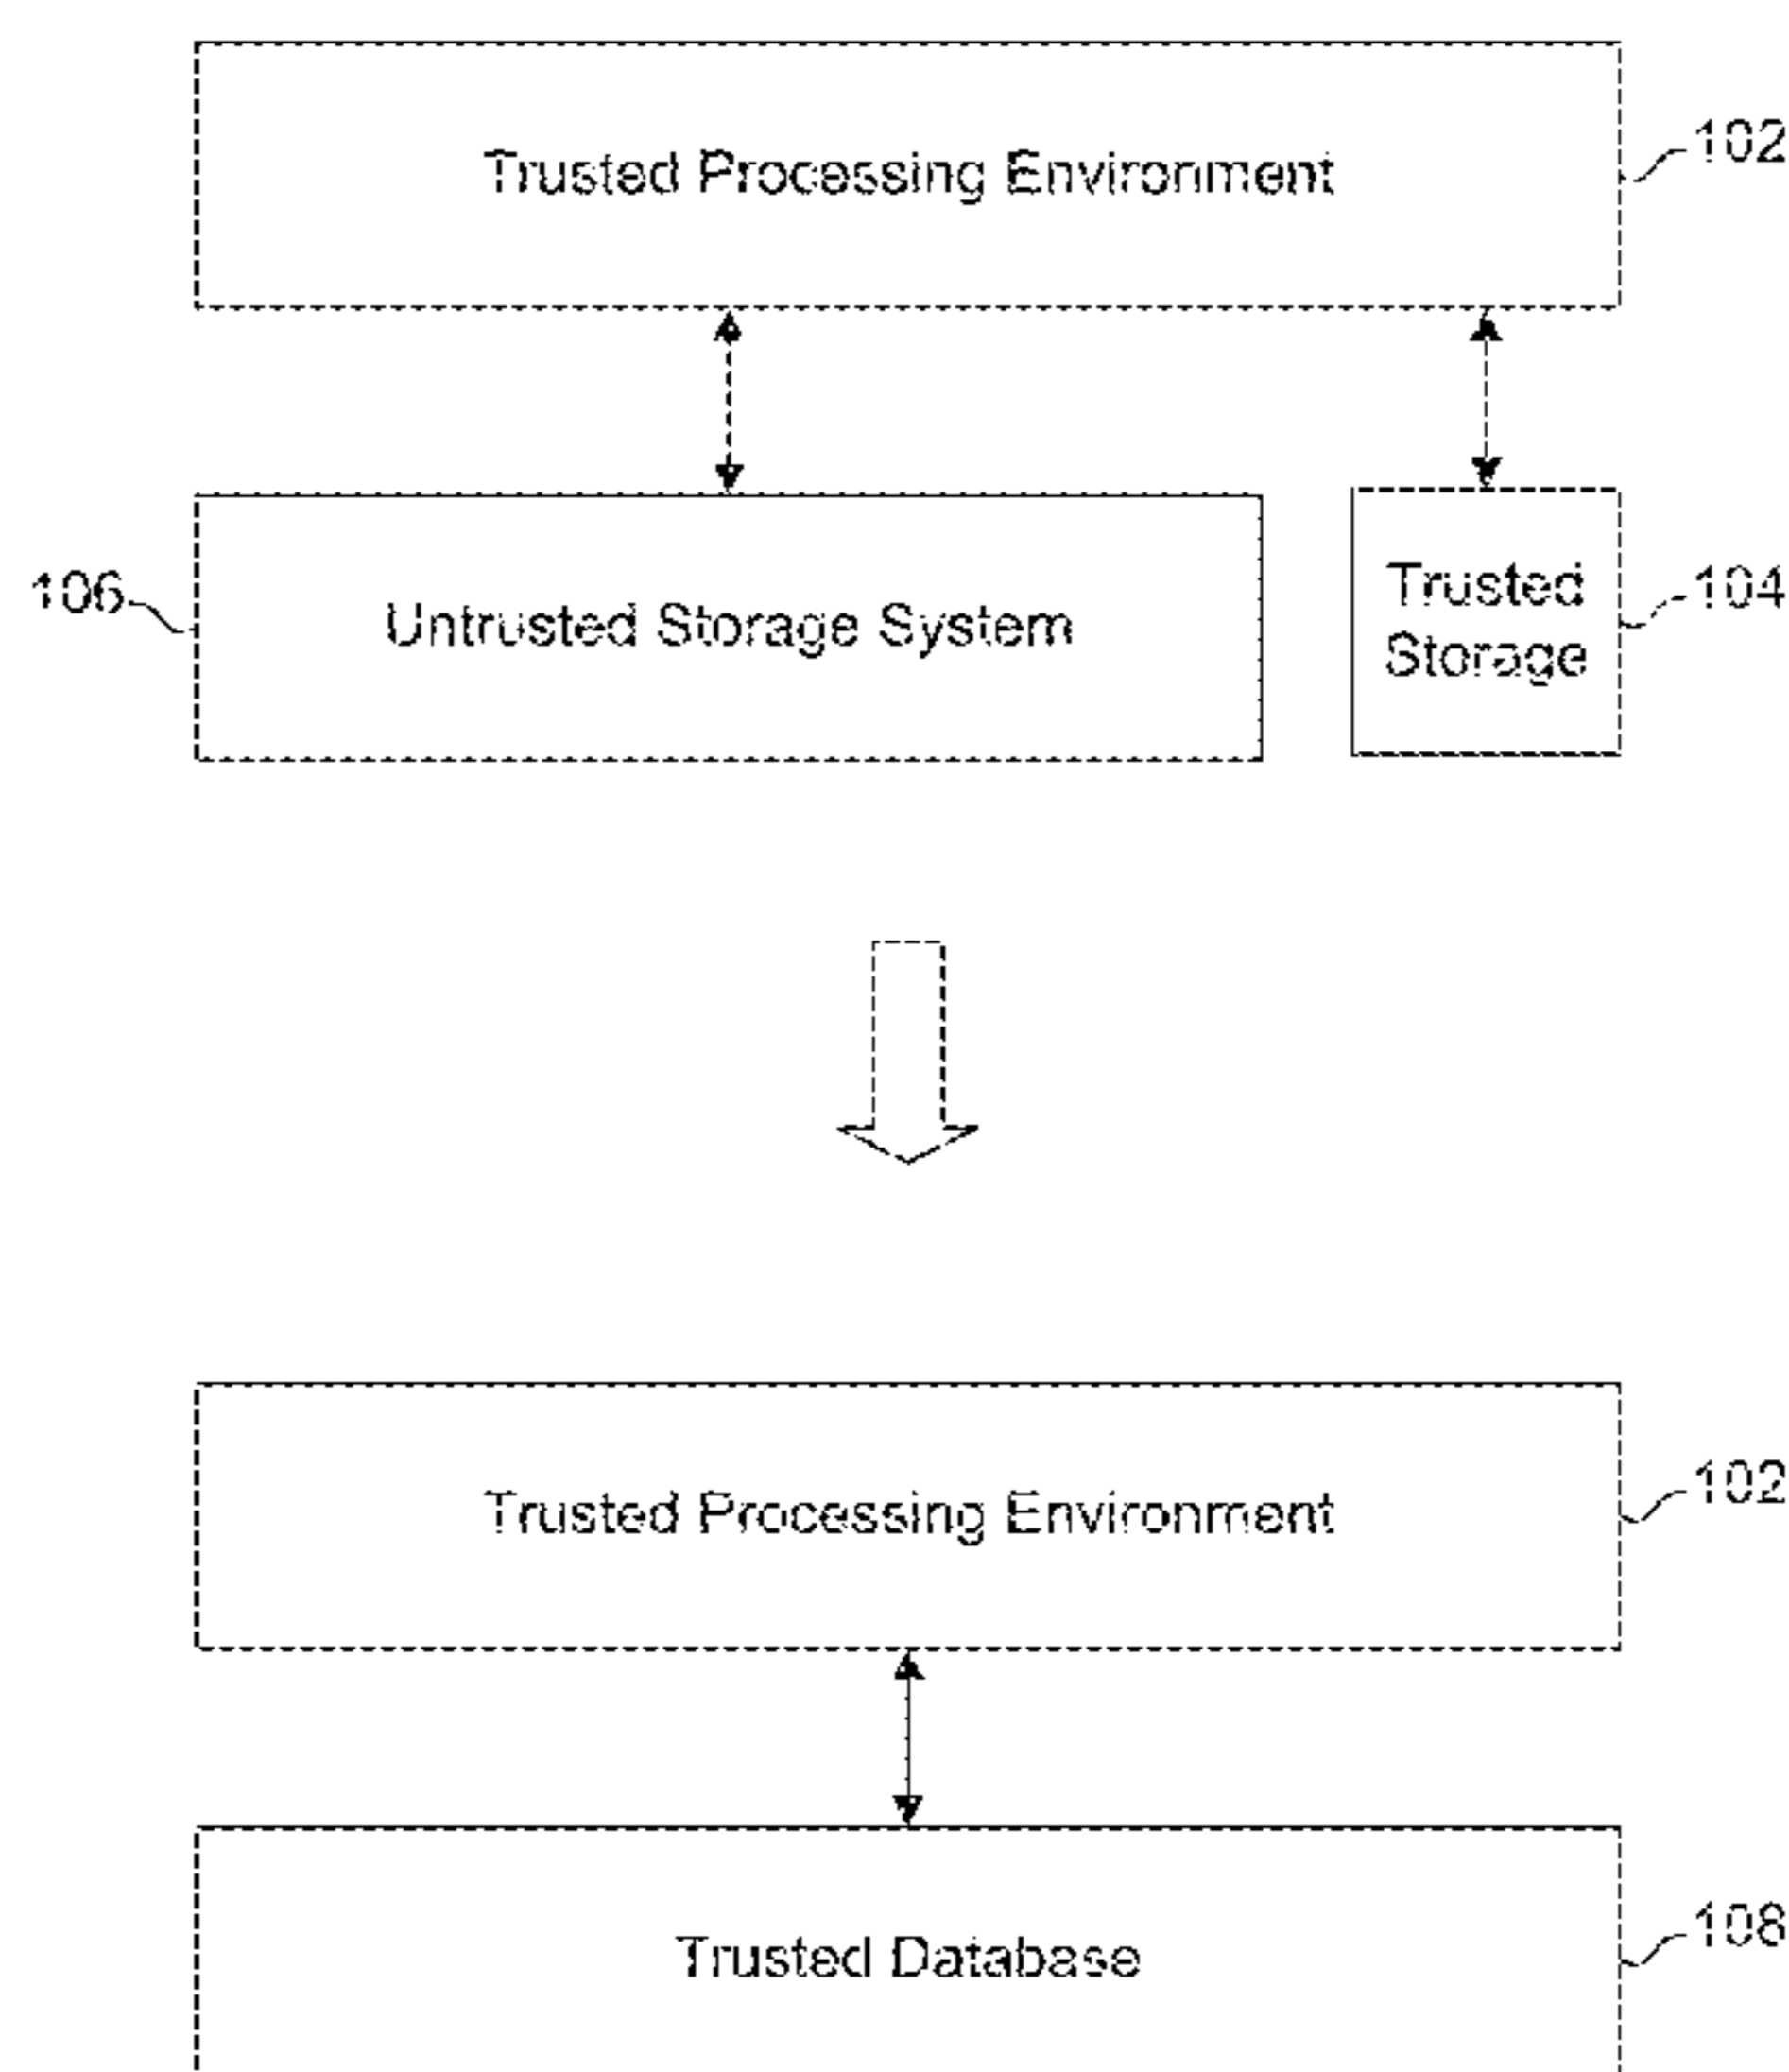 Trusted Processing Environment
102
106
Untrusted Storage System
Trusted
Storage
104
Trusted Processing Environment
102
Trusted Database
108